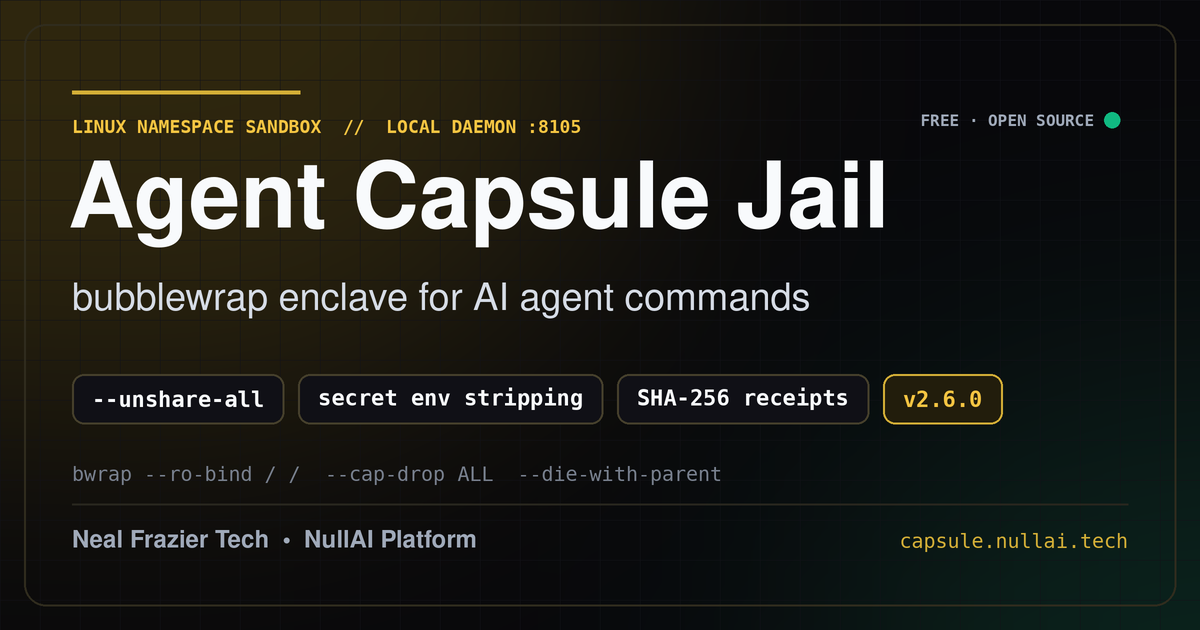 LINUX NAMESPACE SANDBOX // LOCAL DAEMON :8105
FREE · OPEN SOURCE
Agent Capsule Jail
bubblewrap enclave for AI agent commands
--unshare-all secret env stripping SHA-256 receipts v2.6.0
bwrap --ro-bind / / --cap-drop ALL --die-with-parent
Neal Frazier Tech • NullAI Platform
capsule.nullai.tech